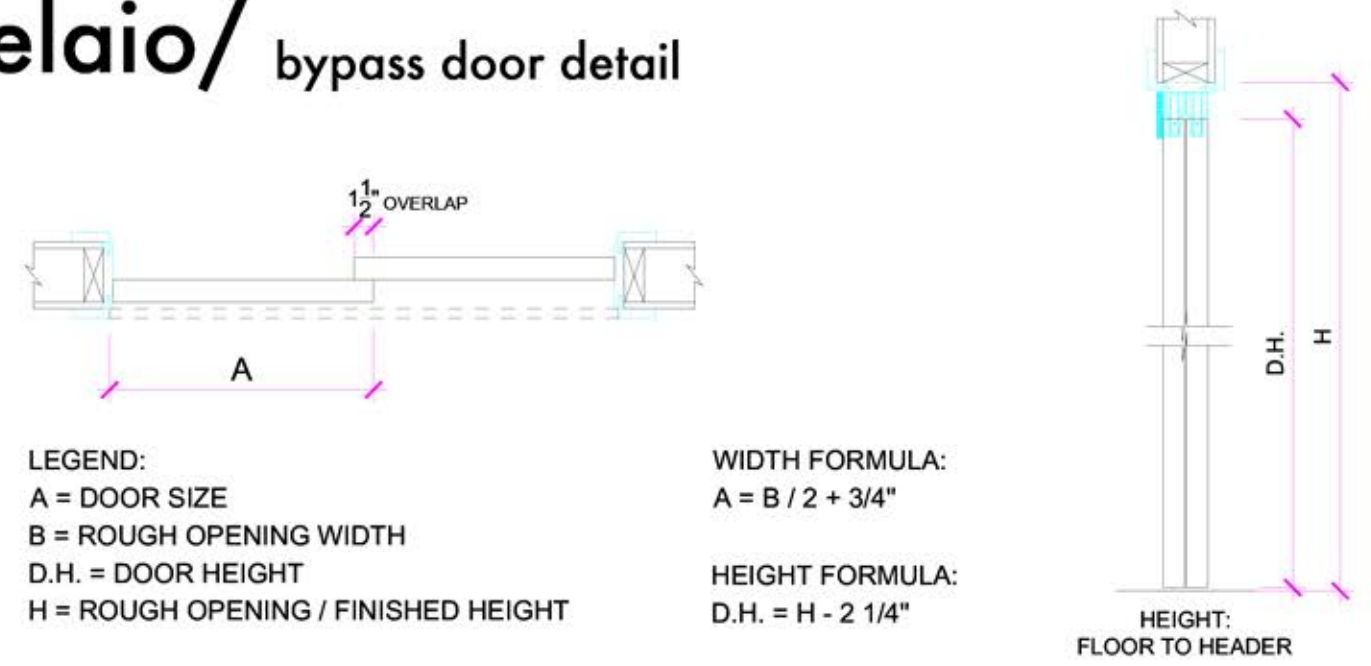 elaio/ bypass door detail
1 1/2" OVERLAP
A
D.H.
H
LEGEND:
A = DOOR SIZE
B = ROUGH OPENING WIDTH
D.H. = DOOR HEIGHT
H = ROUGH OPENING / FINISHED HEIGHT
WIDTH FORMULA:
A = B / 2 + 3/4"
HEIGHT FORMULA:
D.H. = H - 2 1/4"
HEIGHT:
FLOOR TO HEADER